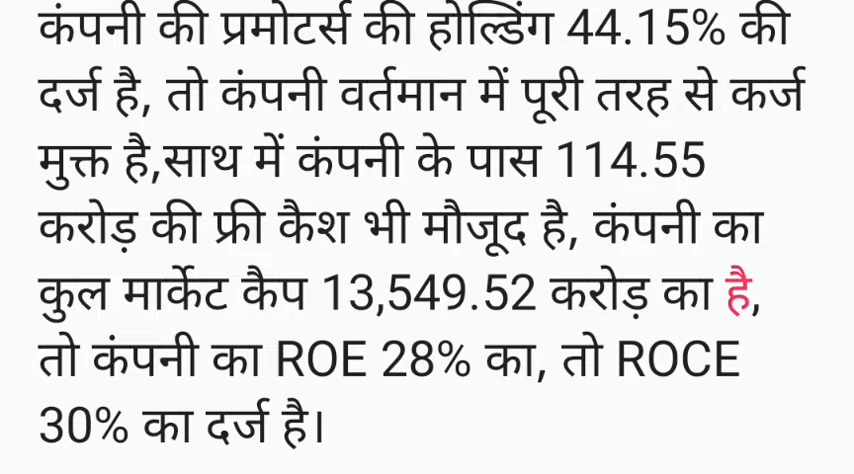 कंपनी की प्रमोटर्स की होल्डिंग 44.15% की
दर्ज है, तो कंपनी वर्तमान में पूरी तरह से कर्ज
मुक्त है,साथ में कंपनी के पास 114.55
करोड़ की फ्री कैश भी मौजूद है, कंपनी का
कुल मार्केट कैप 13,549.52 करोड़ का है,
तो कंपनी का ROE 28% का, तो ROCE
30% का दर्ज है।